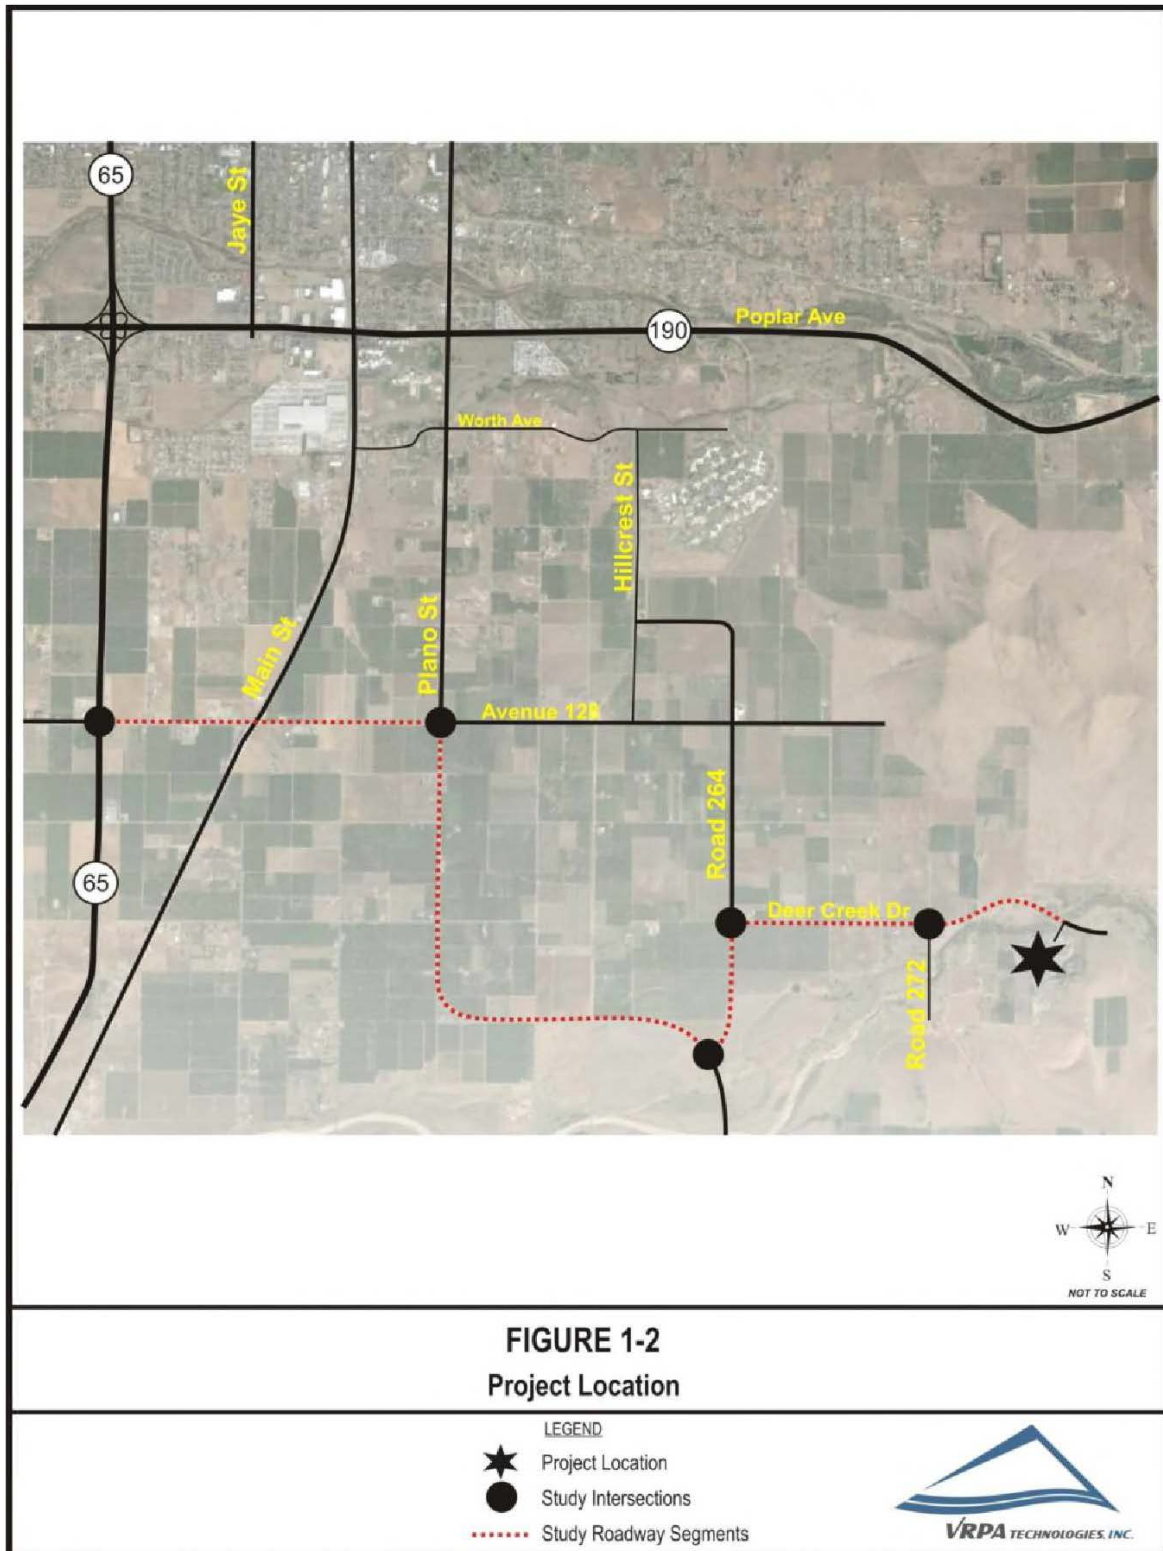 65
Jaye St
190
Poplar Ave
Worth Ave
Hillcrest St
Main St
Plano St
Avenue 128
Road 264
65
Deer Creek Dr
Road 272
N
W
E
S
NOT TO SCALE
FIGURE 1-2
Project Location
LEGEND
Project Location
Study Intersections
Study Roadway Segments
VRPA TECHNOLOGIES, INC.